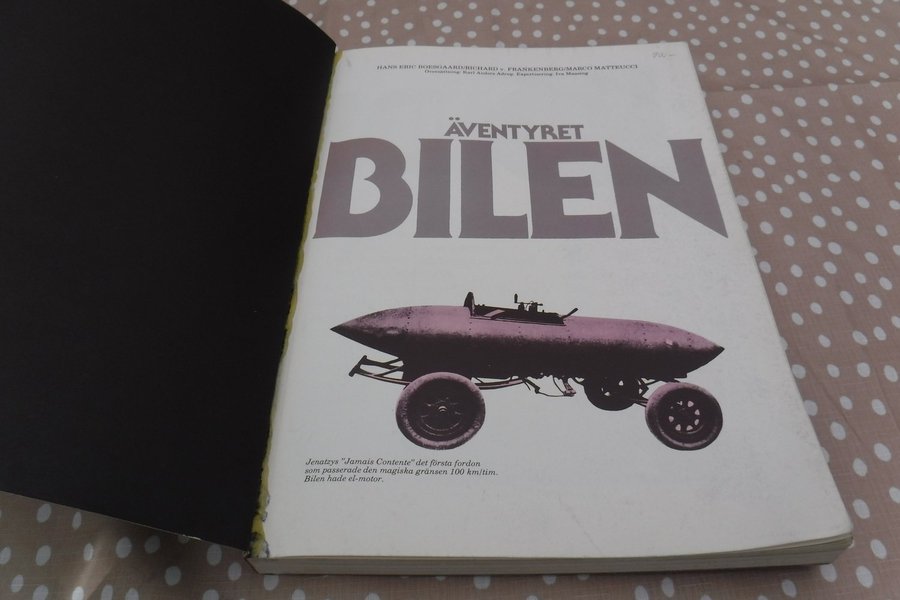 HANS ERIC BOESGAARD/RICHARD v. FRANKENBERG/MARCO MATTEUCCI
ÄVENTYRET
BILEN
Jenatzys "Jamais Contente" det första fordon
som passerade den magiska gränsen 100 km/tim.
Bilen hade el-motor.